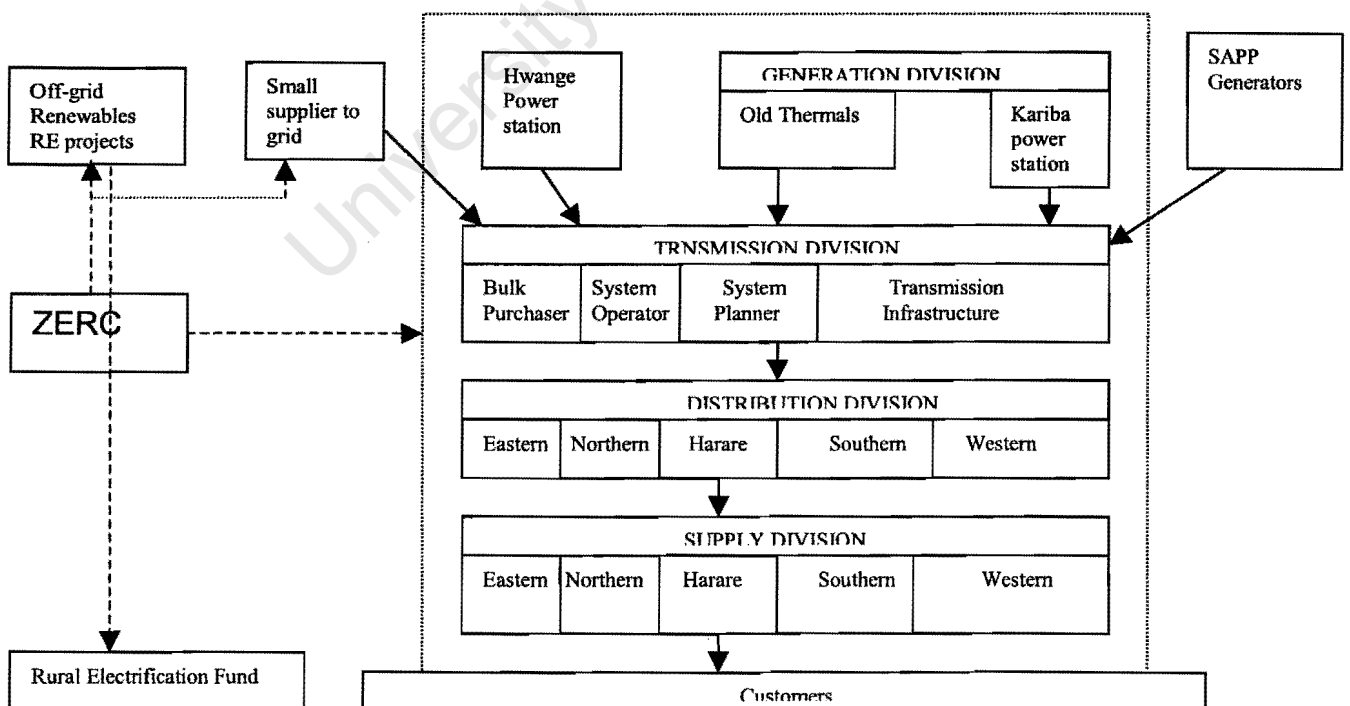 University
Off-grid
Renewables
RE projects
Small
supplier to
grid
Hwange
Power
station
GENERATION DIVISION
Old Thermals
Kariba
power
station
SAPP
Generators
TRNSMISSION DIVISION
Bulk
Purchaser
System
Operator
System
Planner
Transmission
Infrastructure
ZERC
DISTRIBUTION DIVISION
Eastern
Northern
Harare
Southern
Western
SUPPLY DIVISION
Eastern
Northern
Harare
Southern
Western
Rural Electrification Fund
Customers